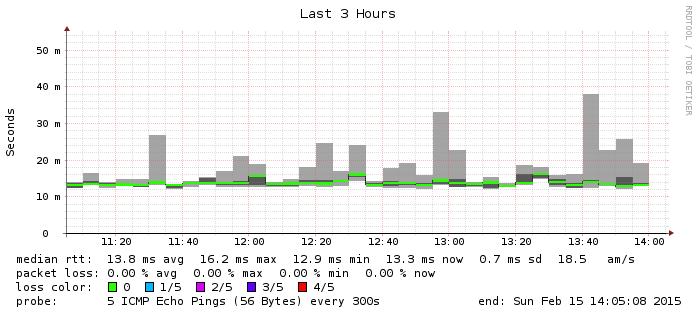 Last 3 Hours
RRDTOOL / TOBI OETIKER
Seconds
50 m
40 m
30 m
20 m
10 m
0
11:20 11:40 12:00 12:20 12:40 13:00 13:20 13:40 14:00
median rtt: 13.8 ms avg 16.2 ms max 12.9 ms min 13.3 ms now 0.7 ms sd 18.5 am/s
packet loss: 0.00 % avg 0.00 % max 0.00 % min 0.00 % now
loss color: 0 1/5 2/5 3/5 4/5
probe: 5 ICMP Echo Pings (56 Bytes) every 300s end: Sun Feb 15 14:05:08 2015